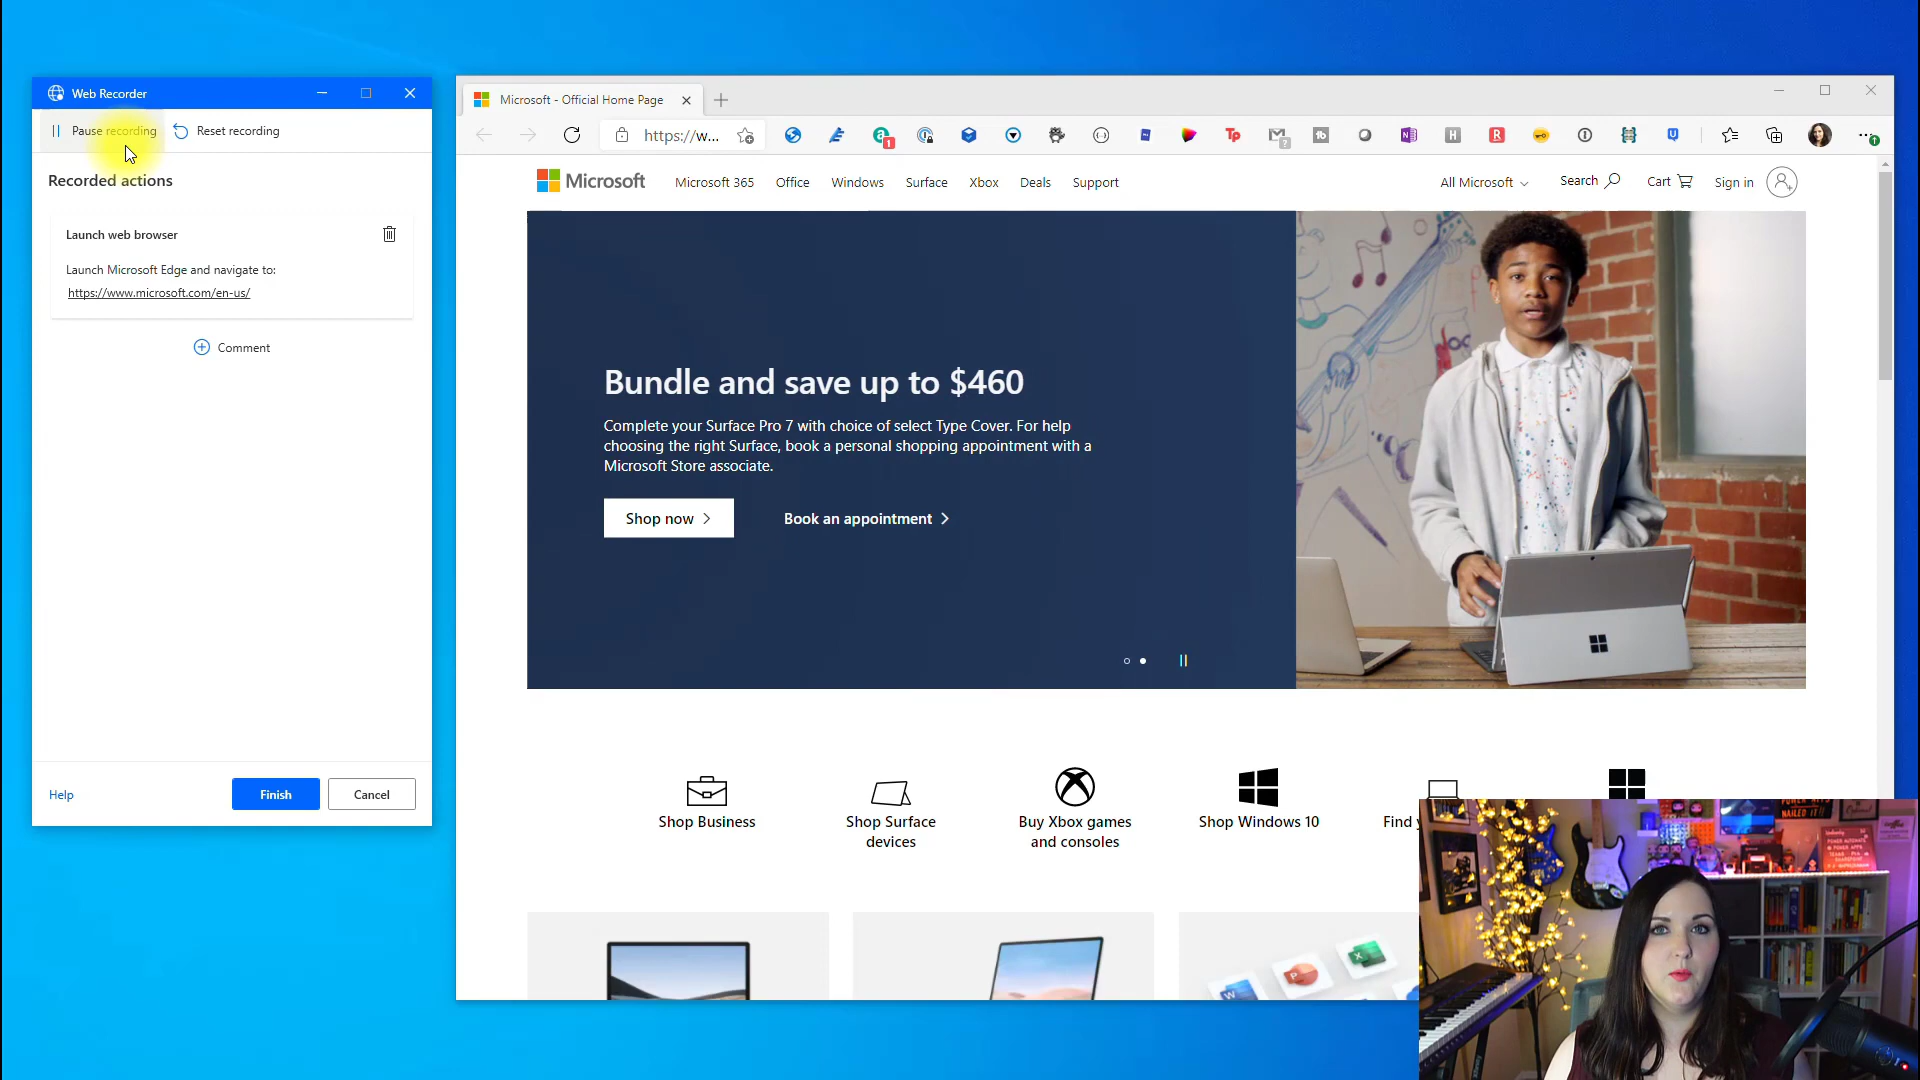 Web Recorder
Pause recording
Reset recording
Recorded actions
Launch web browser
Launch Microsoft Edge and navigate to:
https://www.microsoft.com/en-us/
Comment
Help
Finish
Cancel
Microsoft - Official Home Page
https://w...
Microsoft
Microsoft 365
Office
Windows
Surface
Xbox
Deals
Support
All Microsoft
Search
Cart
Sign in
Bundle and save up to $460
Complete your Surface Pro 7 with choice of select Type Cover. For help
choosing the right Surface, book a personal shopping appointment with a
Microsoft Store associate.
Shop now
Book an appointment
Shop Business
Shop Surface
devices
Buy Xbox games
and consoles
Shop Windows 10
Find